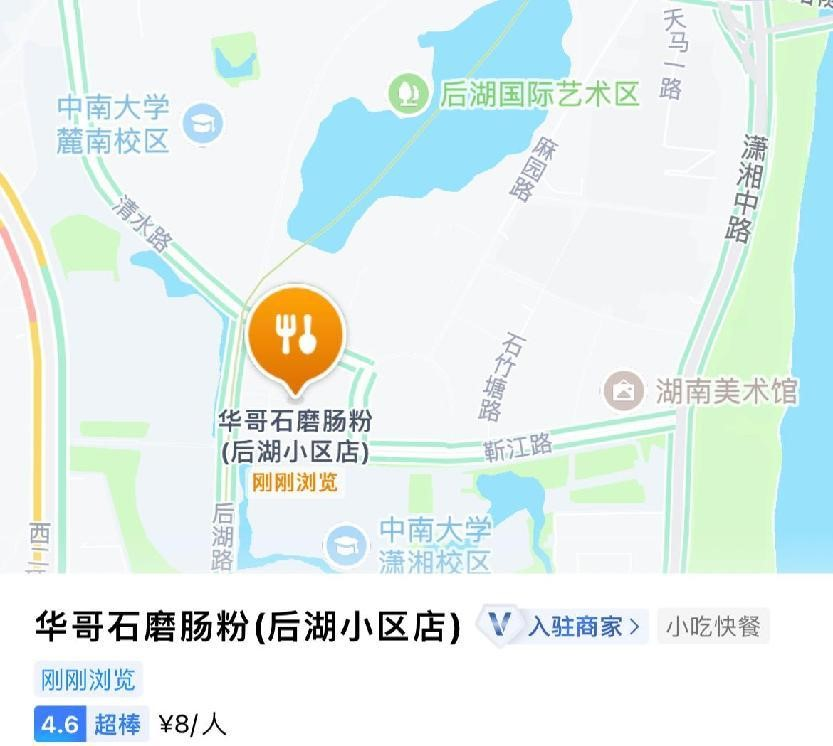 天马一路
中南大学
麓南校区
后湖国际艺术区
麻园路
潇湘中路
清水路
石竹塘路
湖南美术馆
华哥石磨肠粉
(后湖小区店)
刚刚浏览
靳江路
后湖路
中南大学
潇湘校区
华哥石磨肠粉(后湖小区店) V 入驻商家> 小吃快餐
刚刚浏览
4.6 超棒 ¥8/人